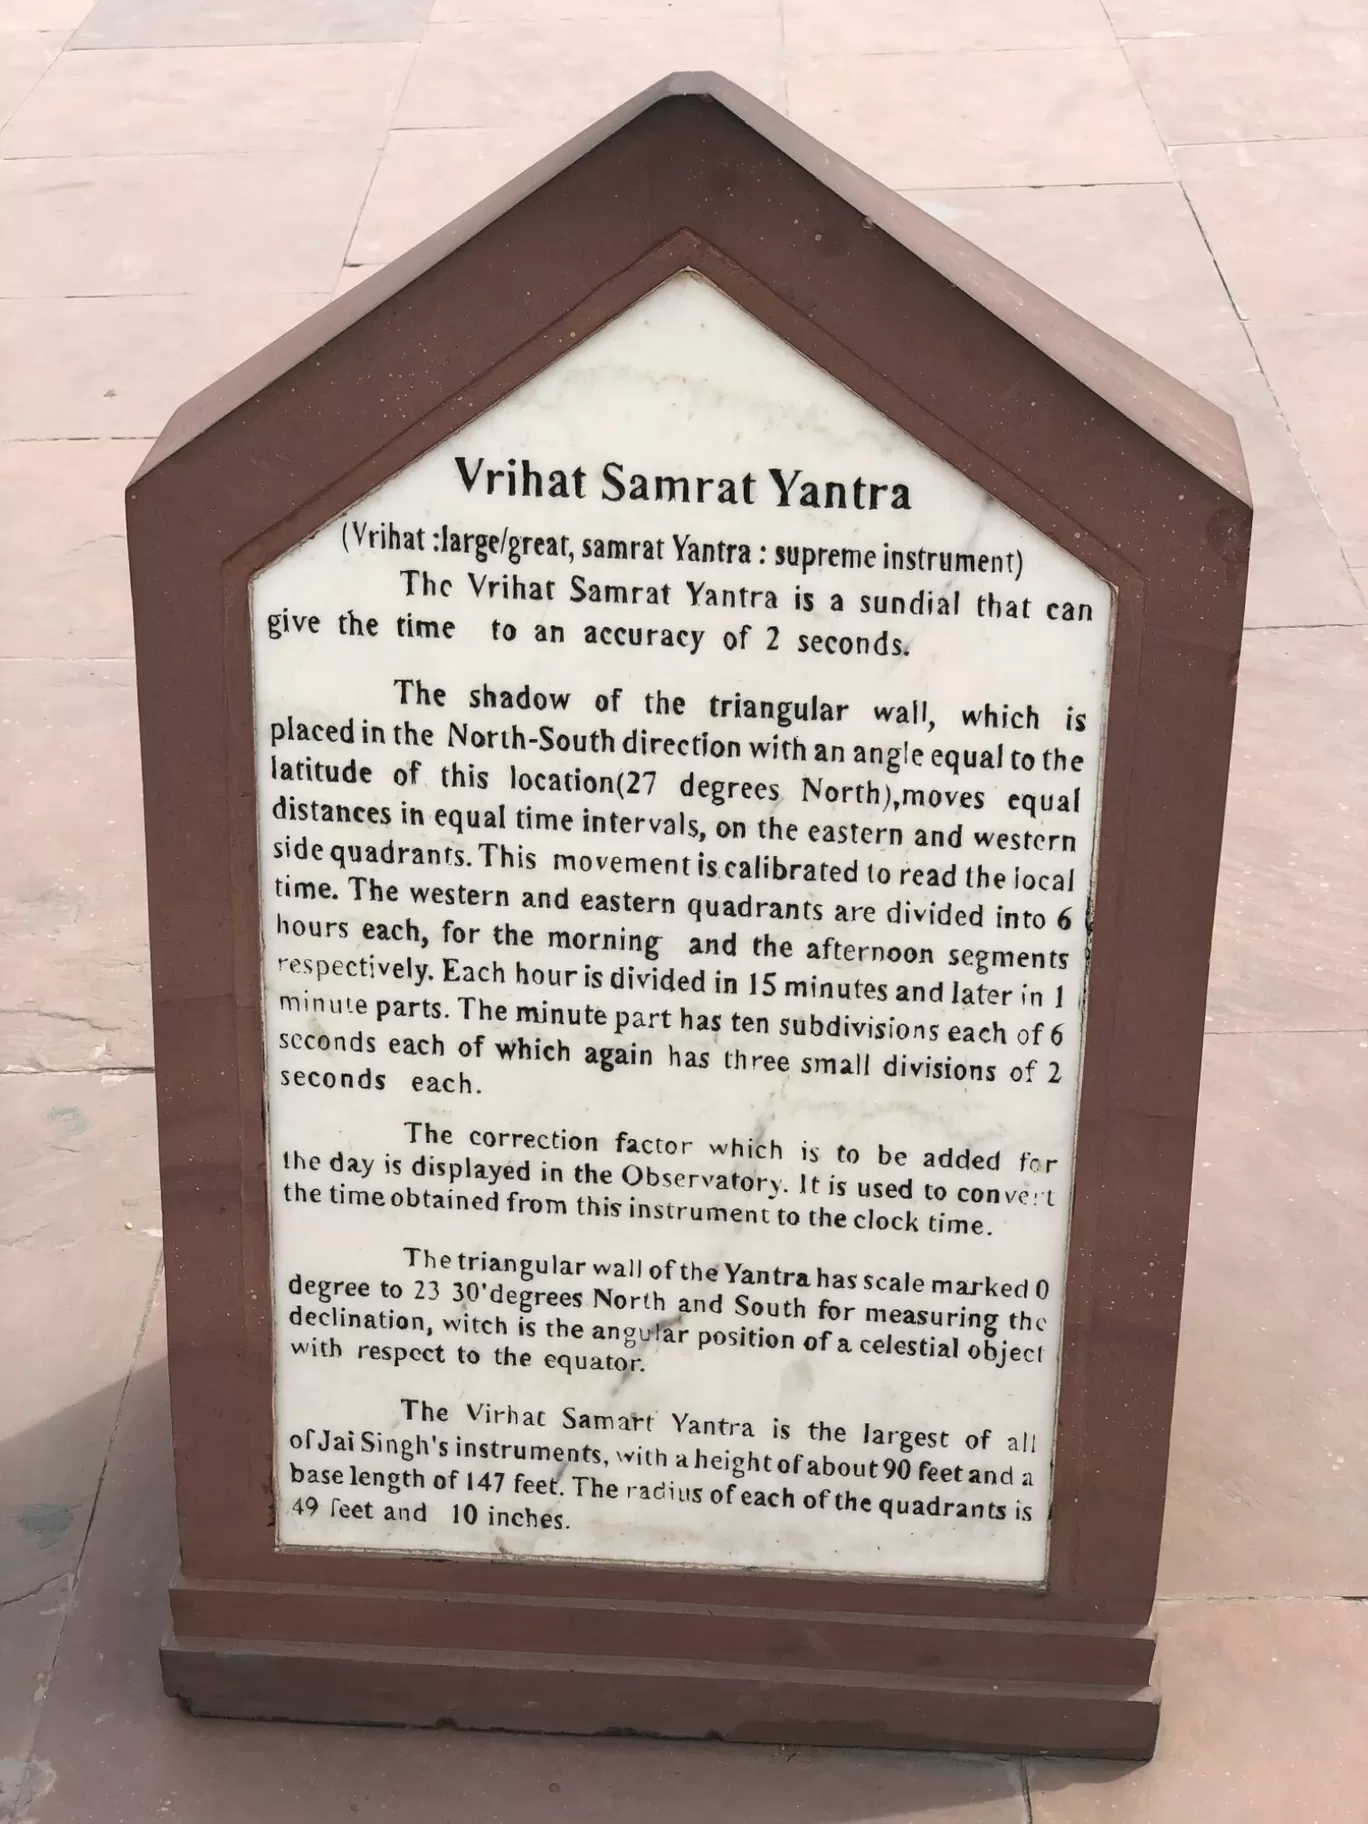 Vrihat Samrat Yantra
(Vrihat :large/great, samrat Yantra : supreme instrument)
The Vrihat Samrat Yantra is a sundial that can
give the time to an accuracy of 2 seconds.
The shadow of the triangular wall, which is
placed in the North-South direction with an angle equal to the
latitude of this location(27 degrees North),moves equal
distances in equal time intervals, on the eastern and western
side quadrants. This movement is calibrated to read the local
time. The western and eastern quadrants are divided into 6
hours each, for the morning and the afternoon segments
respectively. Each hour is divided in 15 minutes and later in 1
minute parts. The minute part has ten subdivisions each of 6
seconds each of which again has three small divisions of 2
seconds each.
The correction factor which is to be added for
the day is displayed in the Observatory. It is used to convert
the time obtained from this instrument to the clock time.
The triangular wall of the Yantra has scale marked 0
degree to 23 30'degrees North and South for measuring the
declination, witch is the angular position of a celestial object
with respect to the equator.
The Virhat Samart Yantra is the largest of all
of Jai Singh's instruments, with a height of about 90 feet and a
base length of 147 feet. The radius of each of the quadrants is
49 feet and 10 inches.